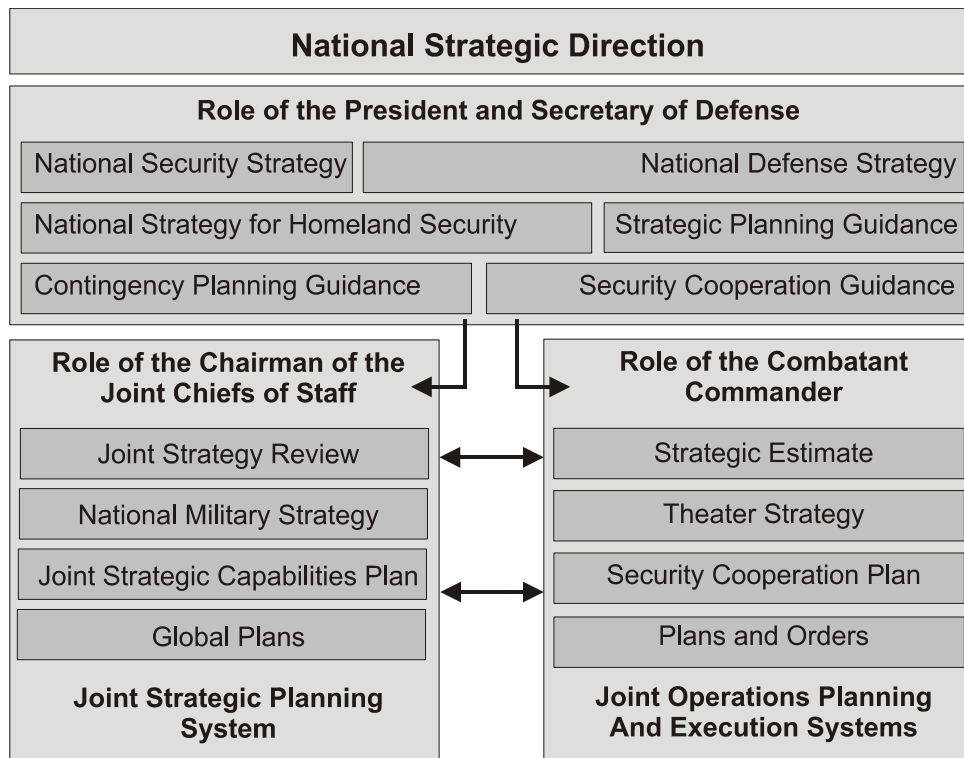 National Strategic Direction
Role of the President and Secretary of Defense
National Security Strategy
National Defense Strategy
National Strategy for Homeland Security
Strategic Planning Guidance
Contingency Planning Guidance
Security Cooperation Guidance
Role of the Chairman of the
Joint Chiefs of Staff
Joint Strategy Review
National Military Strategy
Joint Strategic Capabilities Plan
Global Plans
Joint Strategic Planning
System
Role of the Combatant
Commander
Strategic Estimate
Theater Strategy
Security Cooperation Plan
Plans and Orders
Joint Operations Planning
And Execution Systems